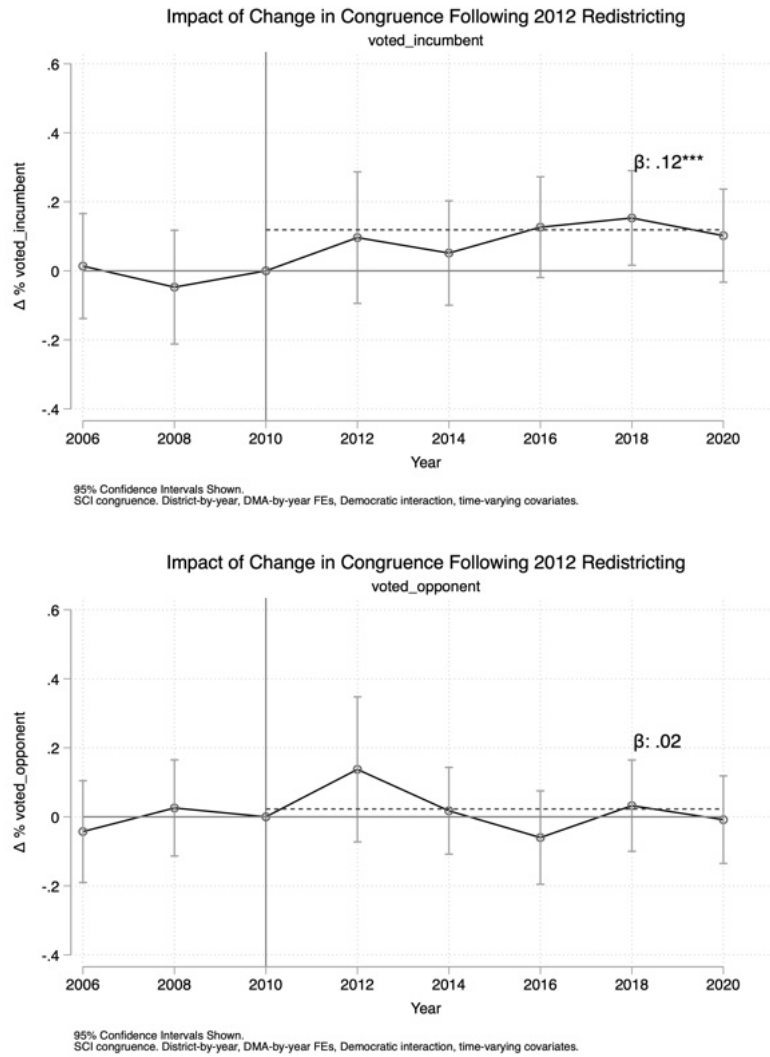 Impact of Change in Congruence Following 2012 Redistricting
voted_incumbent
.6
.4
.2
0
-.2
-.4
Δ % voted_incumbent
β: .12***
2006 2008 2010 2012 2014 2016 2018 2020
Year
95% Confidence Intervals Shown.
SCI congruence. District-by-year, DMA-by-year FEs, Democratic interaction, time-varying covariates.
Impact of Change in Congruence Following 2012 Redistricting
voted_opponent
.6
.4
.2
0
-.2
-.4
Δ % voted_opponent
β: .02
2006 2008 2010 2012 2014 2016 2018 2020
Year
95% Confidence Intervals Shown.
SCI congruence. District-by-year, DMA-by-year FEs, Democratic interaction, time-varying covariates.